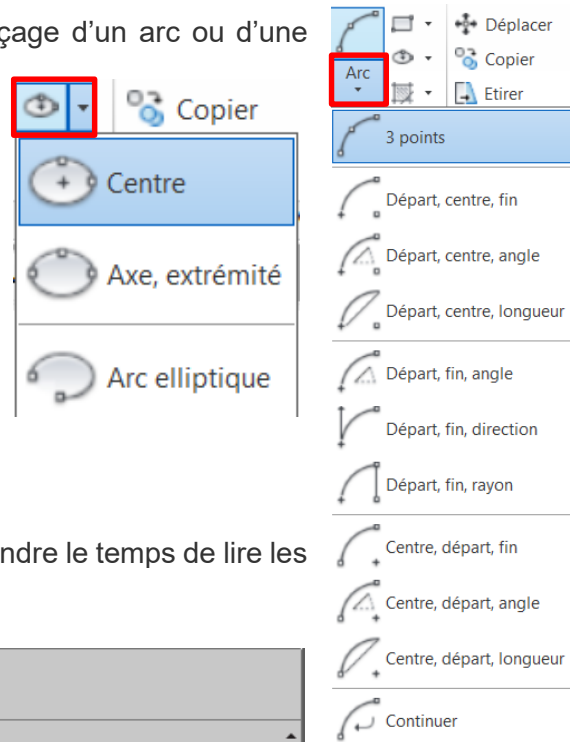 çage d’un arc ou d’une
Copier
Centre
Axe, extrémité
Arc elliptique
ndre le temps de lire les
Arc
Déplacer
Copier
Etirer
3 points
Départ, centre, fin
Départ, centre, angle
Départ, centre, longueur
Départ, fin, angle
Départ, fin, direction
Départ, fin, rayon
Centre, départ, fin
Centre, départ, angle
Centre, départ, longueur
Continuer